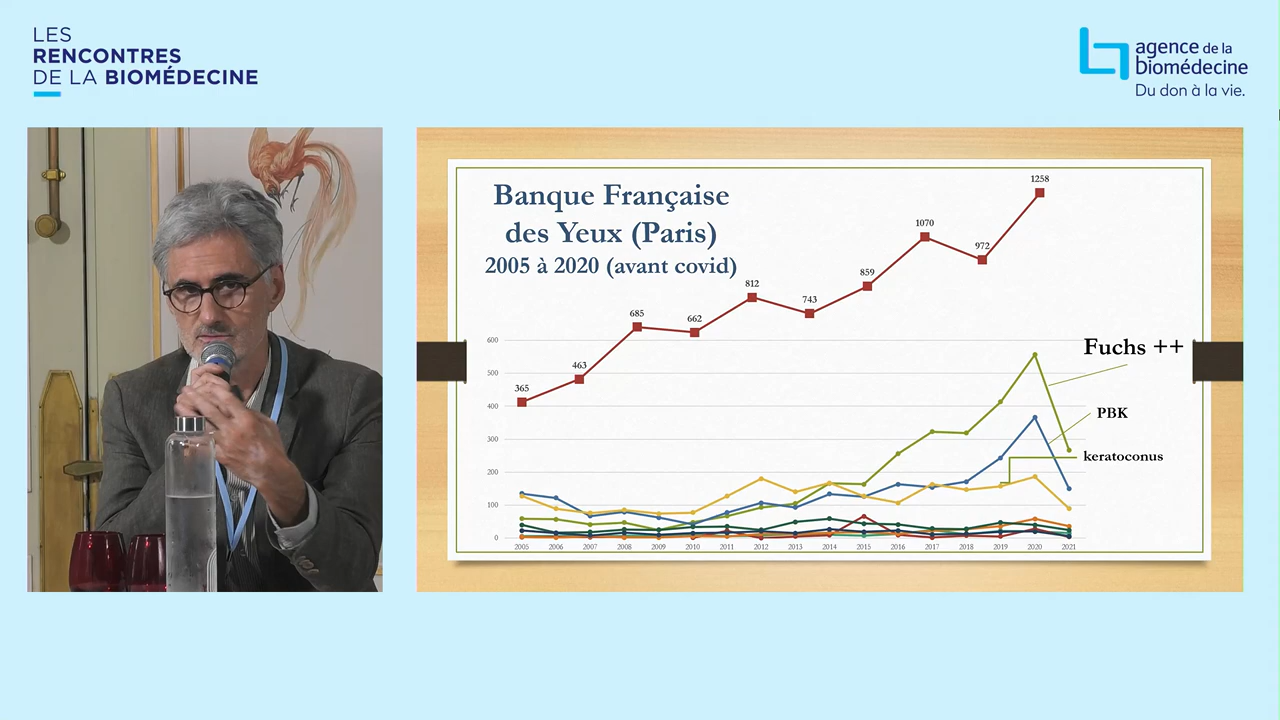 LES
RENCONTRES
DE LA BIOMÉDECINE
agence de la
biomédecine
Du don à la vie.
Banque Française
des Yeux (Paris)
2005 à 2020 (avant covid)
1258
1070
972
859
812
743
685
662
463
365
600
500
400
300
200
100
0
Fuchs ++
PBK
keratoconus
2005 2006 2007 2008 2009 2010 2011 2012 2013 2014 2015 2016 2017 2018 2019 2020 2021